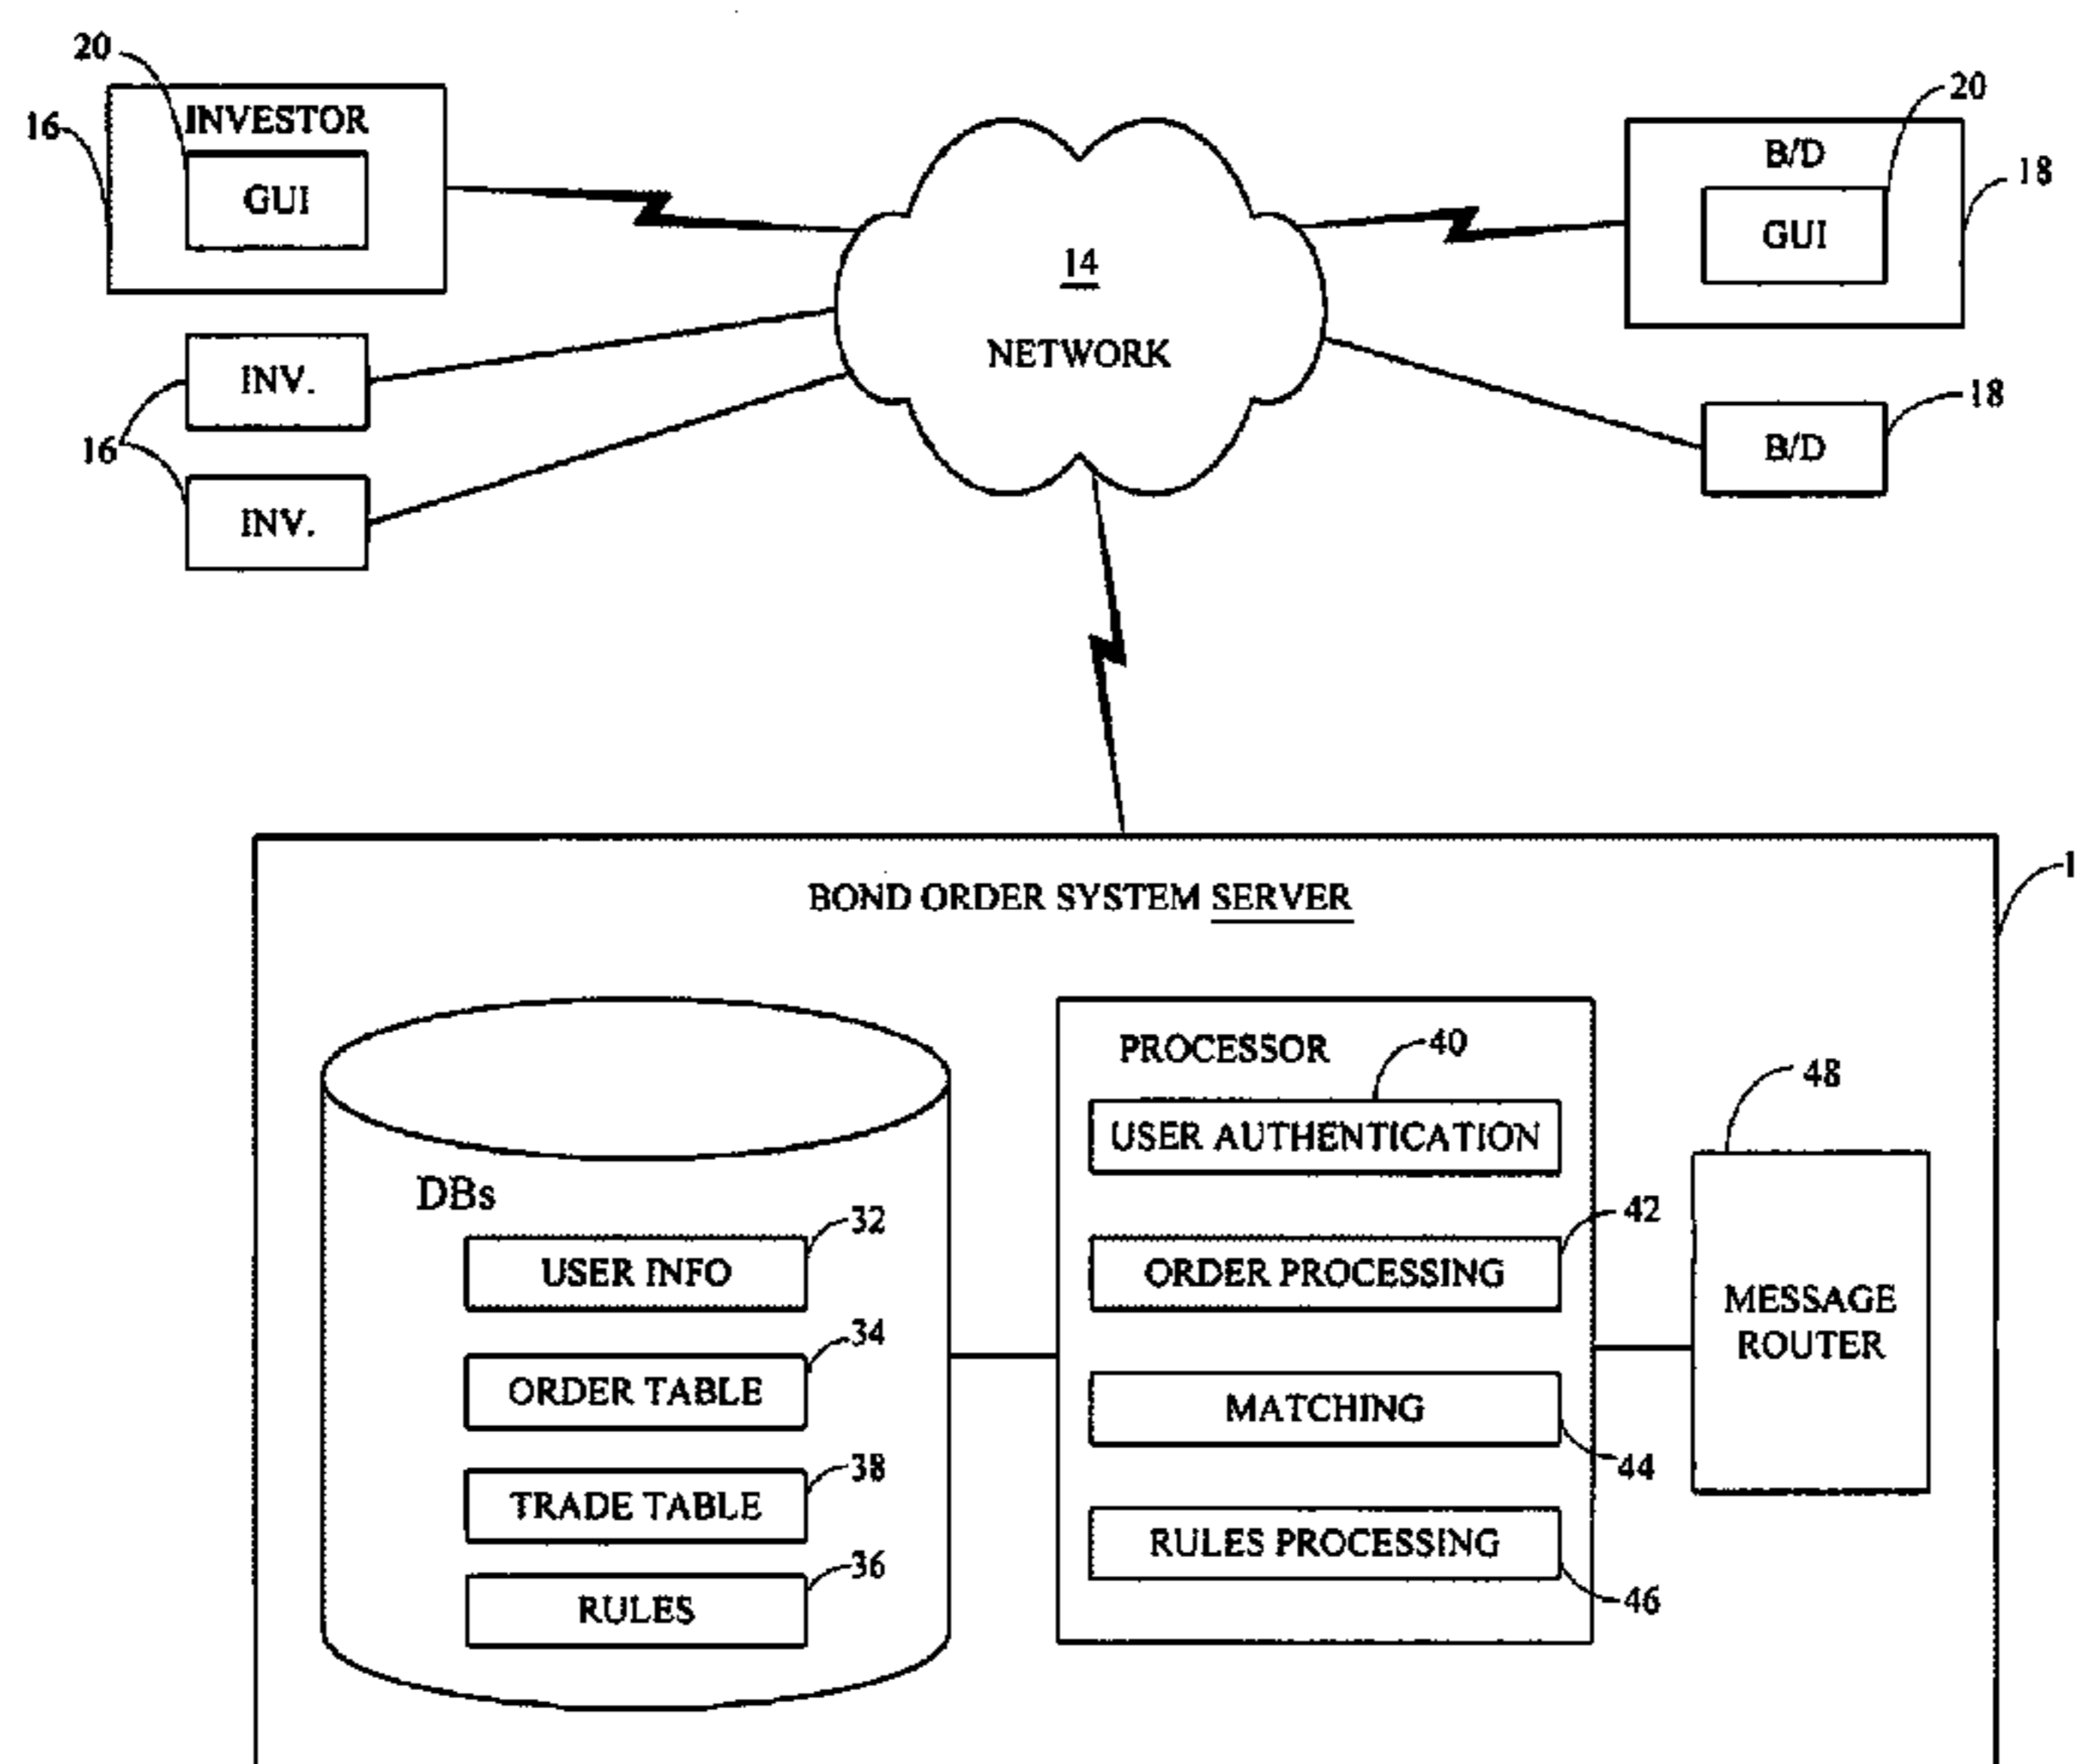 20
INVESTOR
16
GUI
INV.
16
INV.
14
NETWORK
20
B/D
18
GUI
18
B/D
1
BOND ORDER SYSTEM SERVER
DBs
32
USER INFO
34
ORDER TABLE
38
TRADE TABLE
36
RULES
PROCESSOR
40
USER AUTHENTICATION
42
ORDER PROCESSING
MATCHING
44
RULES PROCESSING
46
48
MESSAGE
ROUTER